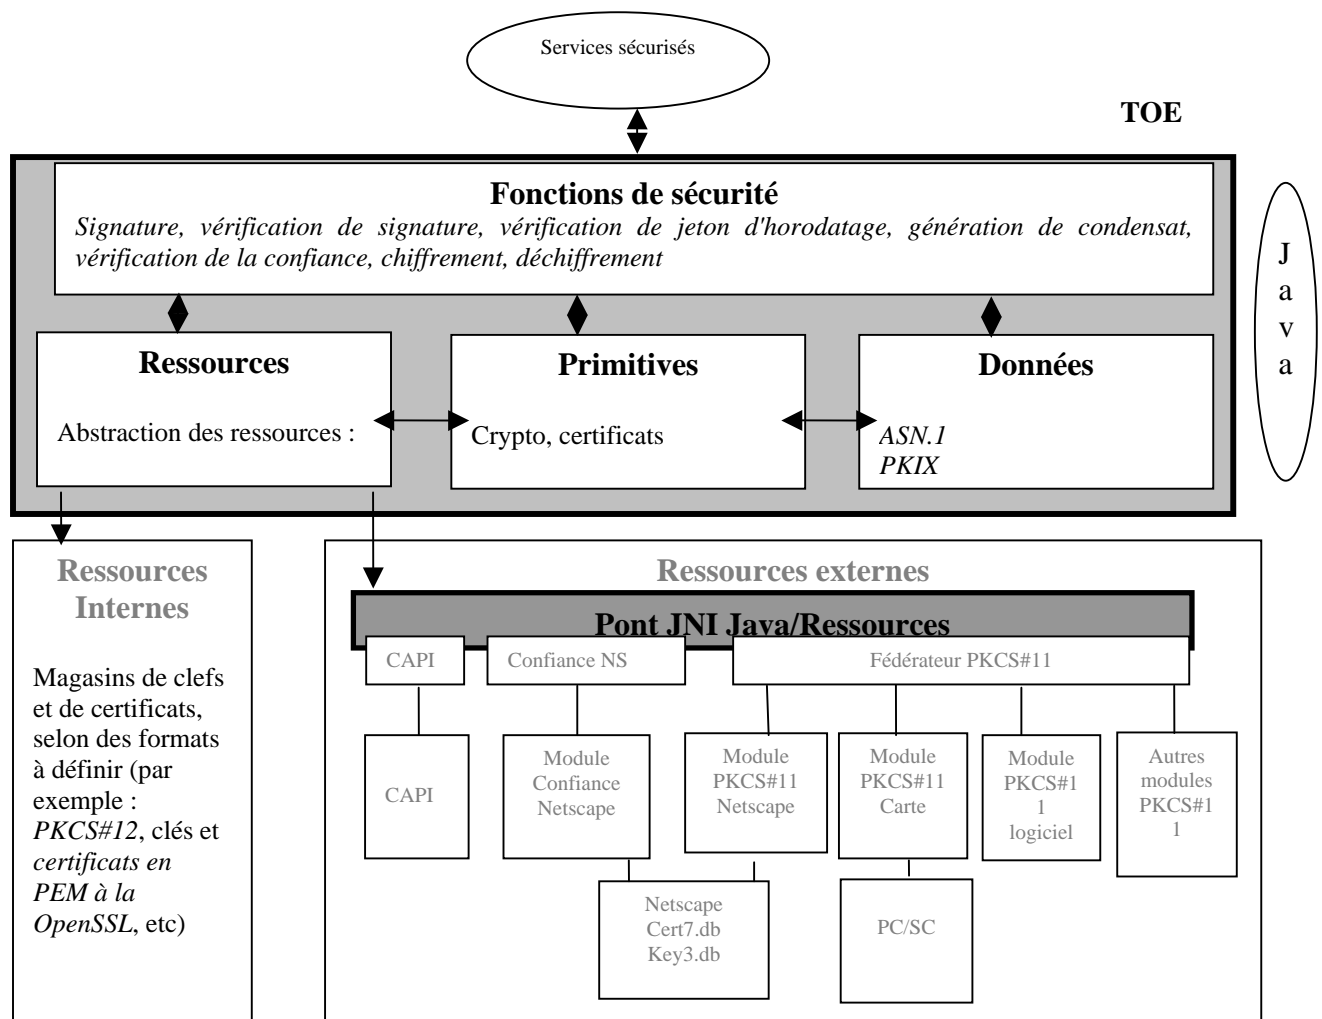 Services sécurisés
TOE
Fonctions de sécurité
Signature, vérification de signature, vérification de jeton d'horodatage, génération de condensat,
vérification de la confiance, chiffrement, déchiffrement
J
a
v
a
Ressources
Abstraction des ressources :
Primitives
Crypto, certificats
Données
ASN.1
PKIX
Ressources
Internes
Magasins de clefs
et de certificats,
selon des formats
à définir (par
exemple :
PKCS#12, clés et
certificats en
PEM à la
OpenSSL, etc)
Ressources externes
Pont JNI Java/Ressources
CAPI
Confiance NS
Fédérateur PKCS#11
CAPI
Module
Confiance
Netscape
Module
PKCS#11
Netscape
Module
PKCS#11
Carte
Module
PKCS#1
1
logiciel
Autres
modules
PKCS#1
1
Netscape
Cert7.db
Key3.db
PC/SC